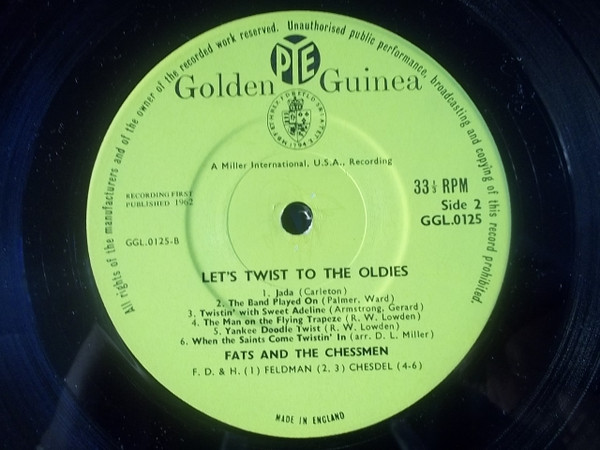 All rights of the manufacturers and of the owner of the recorded work reserved. Unauthorised public performance, broadcasting and copying of this record prohibited.
PYE
Golden Guinea
A Miller International, U.S.A., Recording
RECORDING FIRST
PUBLISHED 1962
33⅓ RPM
Side 2
GGL.0125
GGL.0125-B
LET'S TWIST TO THE OLDIES
1. Jada (Carleton)
2. The Band Played On (Palmer, Ward)
3. Twistin' with Sweet Adeline (Armstrong, Gerard)
4. The Man on the Flying Trapeze (R. W. Lowden)
5. Yankee Doodle Twist (R. W. Lowden)
6. When the Saints Come Twistin' In (arr. D. L. Miller)
FATS AND THE CHESSMEN
F. D. & H. (1) FELDMAN (2. 3) CHESDEL (4-6)
MADE IN ENGLAND